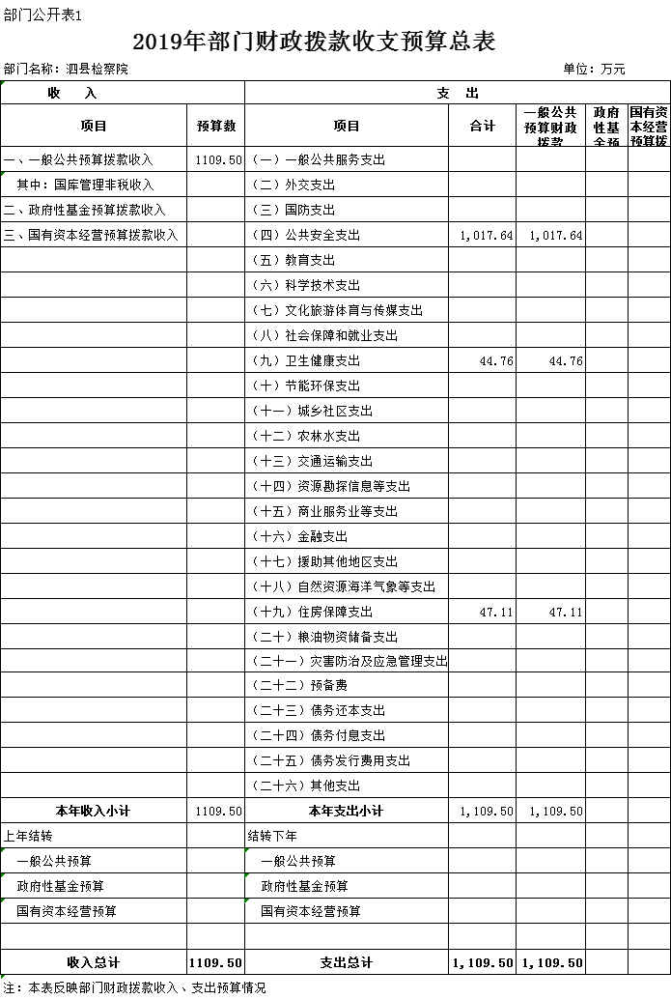 部门公开表1
2019年部门财政拨款收支预算总表
部门名称：泗县检察院 单位：万元
收 入 支 出
项目 预算数 项目 合计 一般公共预算财政拨款 政府性基金预 国有资本经营预算拨
一、一般公共预算拨款收入 1109.50 （一）一般公共服务支出
其中：国库管理非税收入 （二）外交支出
二、政府性基金预算拨款收入 （三）国防支出
三、国有资本经营预算拨款收入 （四）公共安全支出 1,017.64 1,017.64
（五）教育支出
（六）科学技术支出
（七）文化旅游体育与传媒支出
（八）社会保障和就业支出
（九）卫生健康支出 44.76 44.76
（十）节能环保支出
（十一）城乡社区支出
（十二）农林水支出
（十三）交通运输支出
（十四）资源勘探信息等支出
（十五）商业服务业等支出
（十六）金融支出
（十七）援助其他地区支出
（十八）自然资源海洋气象等支出
（十九）住房保障支出 47.11 47.11
（二十）粮油物资储备支出
（二十一）灾害防治及应急管理支出
（二十二）预备费
（二十三）债务还本支出
（二十四）债务付息支出
（二十五）债务发行费用支出
（二十六）其他支出
本年收入小计 1109.50 本年支出小计 1,109.50 1,109.50
上年结转 结转下年
一般公共预算 一般公共预算
政府性基金预算 政府性基金预算
国有资本经营预算 国有资本经营预算
收入总计 1109.50 支出总计 1,109.50 1,109.50
注：本表反映部门财政拨款收入、支出预算情况